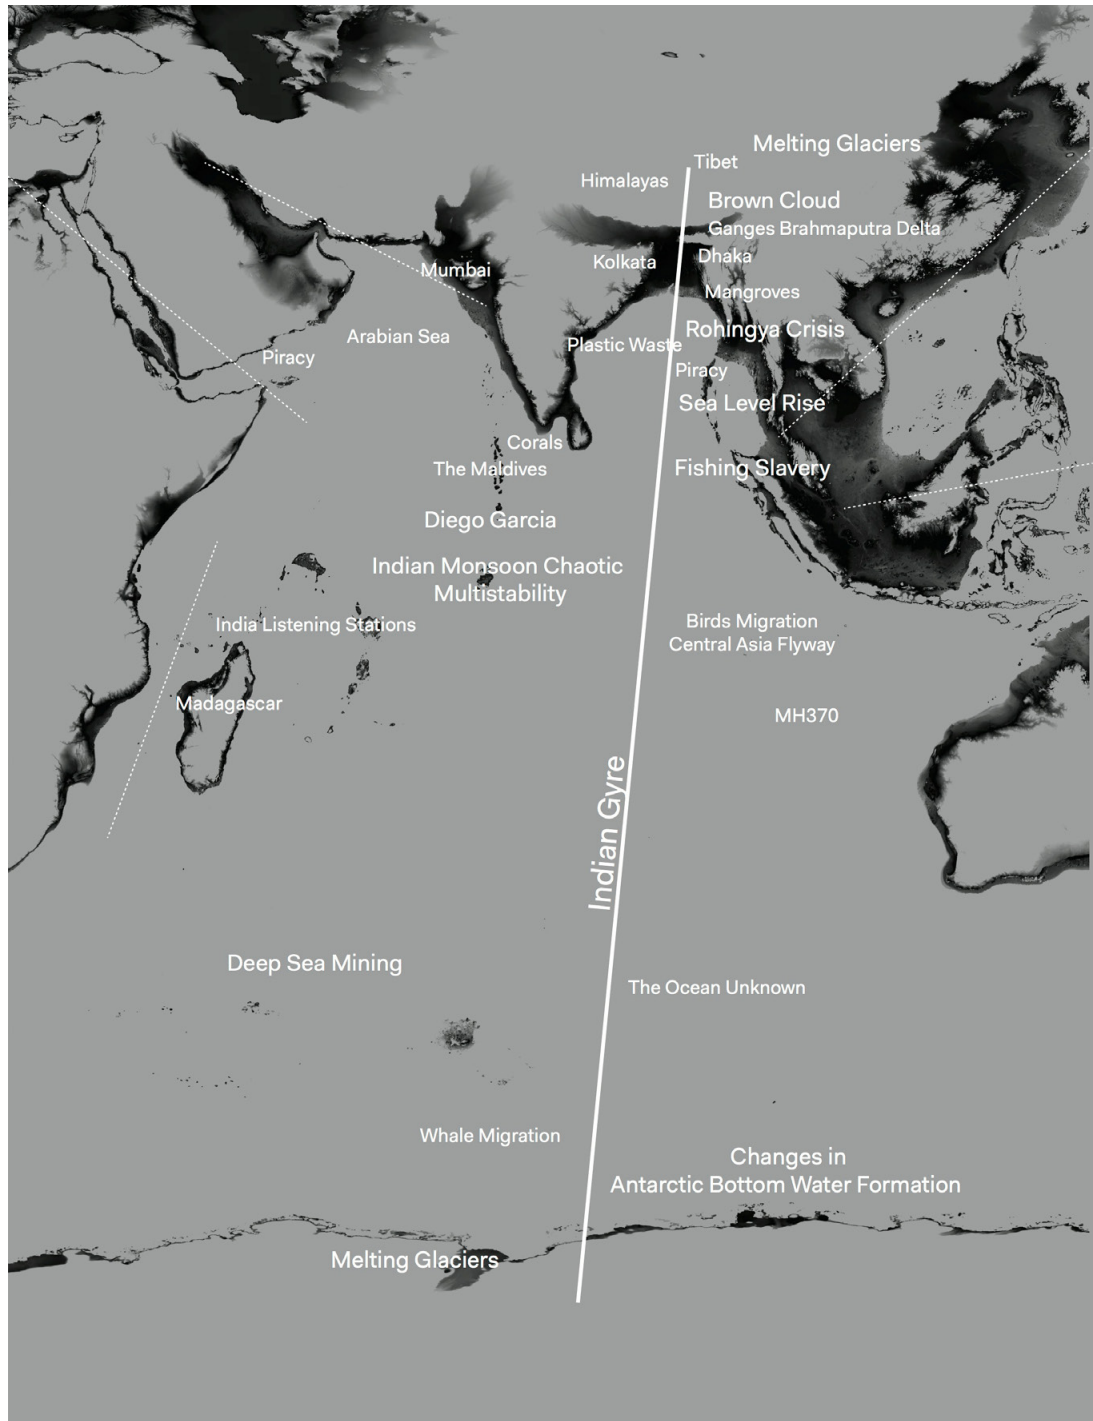 Melting Glaciers
Tibet
Himalayas
Brown Cloud
Ganges Brahmaputra Delta
Kolkata
Dhaka
Mumbai
Mangroves
Rohingya Crisis
Arabian Sea
Plastic Waste
Piracy
Piracy
Sea Level Rise
Corals
The Maldives
Fishing Slavery
Diego Garcia
Indian Monsoon Chaotic
Multistability
India Listening Stations
Birds Migration
Central Asia Flyway
Madagascar
MH370
Indian Gyre
Deep Sea Mining
The Ocean Unknown
Whale Migration
Changes in
Antarctic Bottom Water Formation
Melting Glaciers